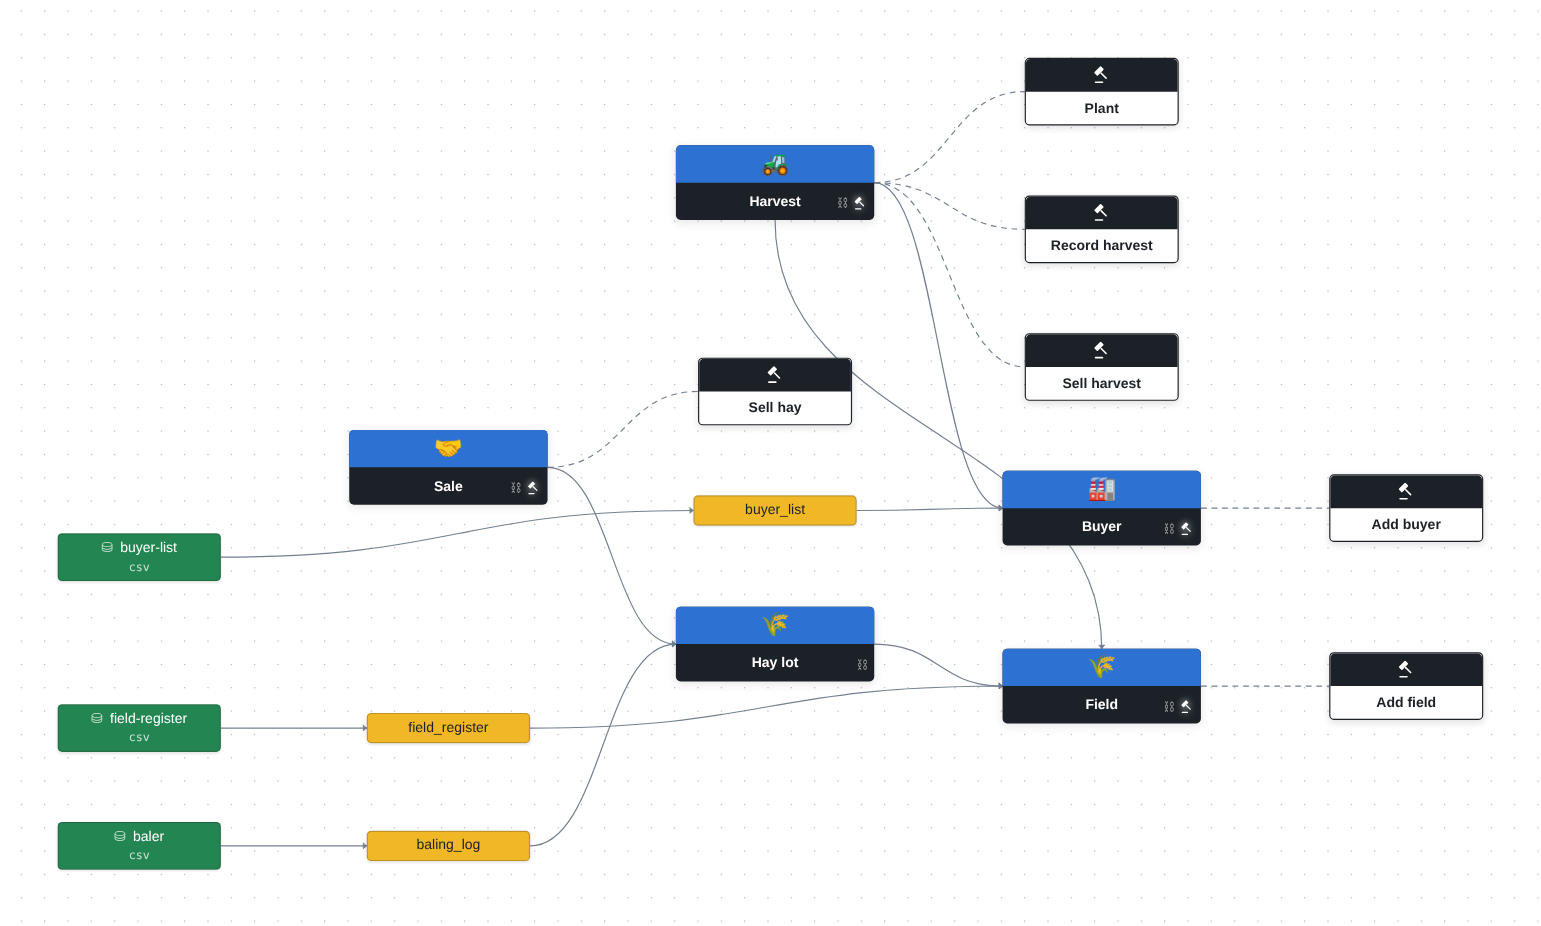 Plant
Harvest
Record harvest
Sell harvest
Sell hay
Sale
buyer_list
Buyer
Add buyer
buyer-list
csv
Hay lot
Field
Add field
field-register
csv
field_register
baler
csv
baling_log